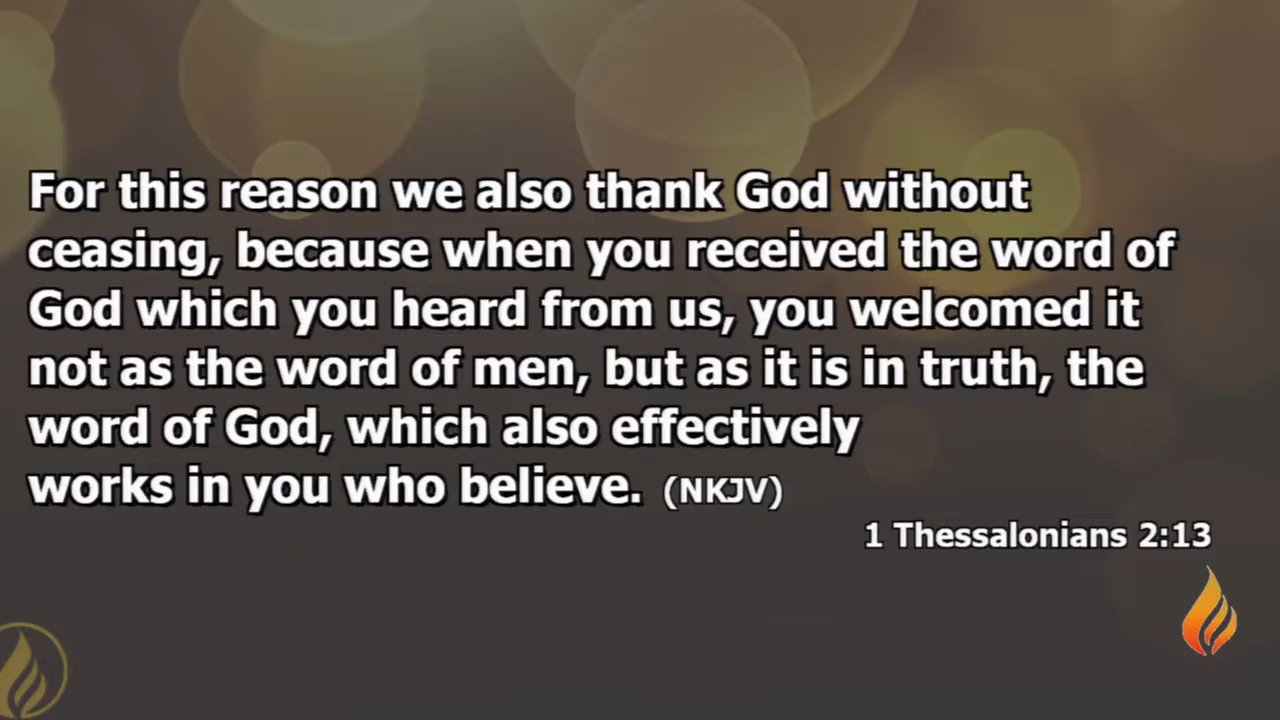 For this reason we also thank God without
ceasing, because when you received the word of
God which you heard from us, you welcomed it
not as the word of men, but as it is in truth, the
word of God, which also effectively
works in you who believe. (NKJV)
1 Thessalonians 2:13